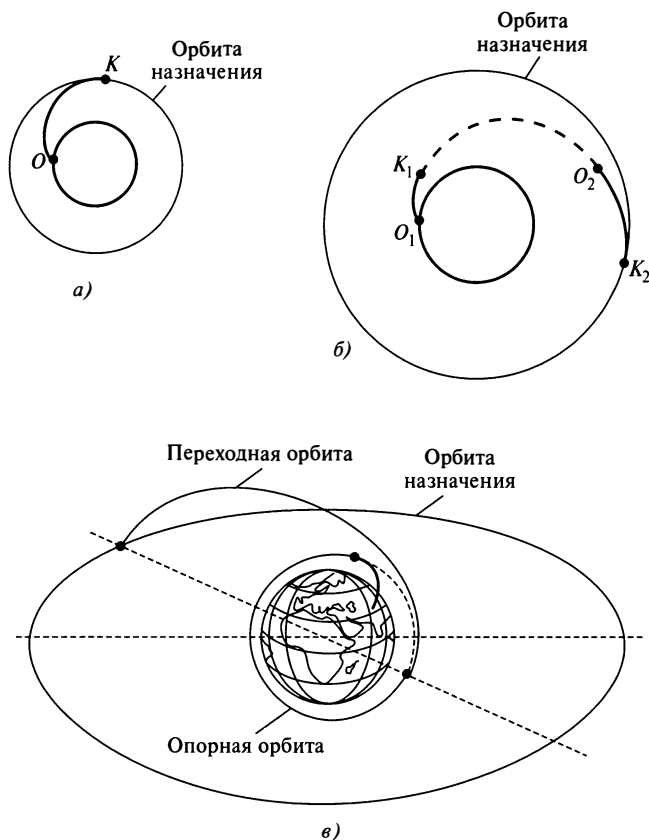 Орбита
назначения
K
O
а)
Орбита
назначения
K₁
O₁
O₂
K₂
б)
Переходная орбита
Орбита
назначения
Опорная орбита
в)